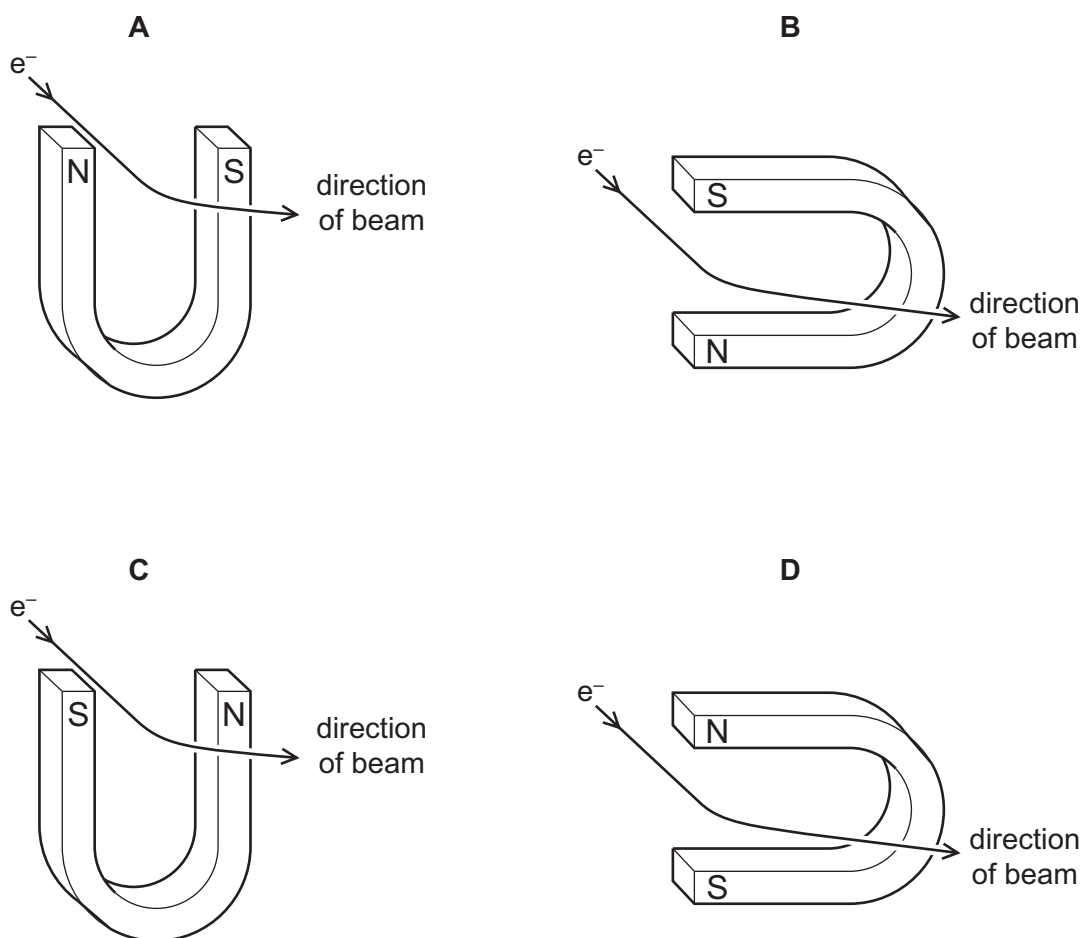 A
e–
N
S
direction
of beam
B
e–
S
N
direction
of beam
C
e–
S
N
direction
of beam
D
e–
N
S
direction
of beam